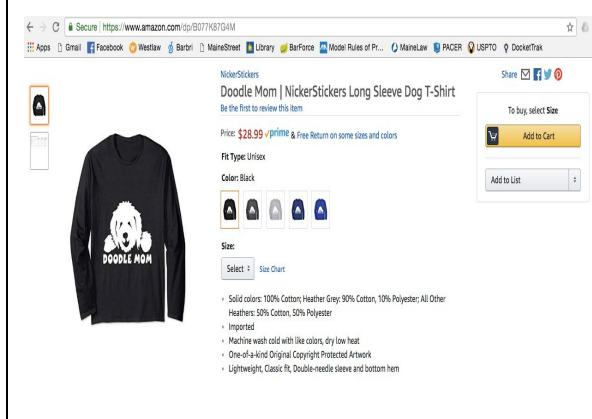 Secure https://www.amazon.com/dp/B077K87G4M
Apps Gmail Facebook Westlaw Barbri MaineStreet Library BarForce Model Rules of Pr... MaineLaw PACER USPTO DocketTrak
NickerStickers
Doodle Mom | NickerStickers Long Sleeve Dog T-Shirt
Be the first to review this item
Price: $28.99 prime & Free Return on some sizes and colors
Fit Type: Unisex
Color: Black
Size:
Select Size Chart
• Solid colors: 100% Cotton; Heather Grey: 90% Cotton, 10% Polyester; All Other
Heathers: 50% Cotton, 50% Polyester
• Imported
• Machine wash cold with like colors, dry low heat
• One-of-a-kind Original Copyright Protected Artwork
• Lightweight, Classic fit, Double-needle sleeve and bottom hem
DOODLE MOM
Share
To buy, select Size
Add to Cart
Add to List